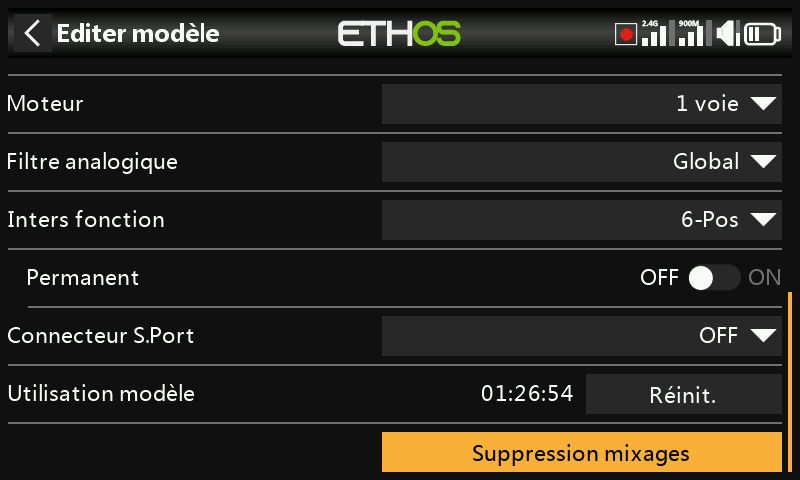 Editer modèle ETHOS 2.4G 900M
Moteur 1 voie
Filtre analogique Global
Inters fonction 6-Pos
Permanent OFF ON
Connecteur S.Port OFF
Utilisation modèle 01:26:54 Réinit.
Suppression mixages